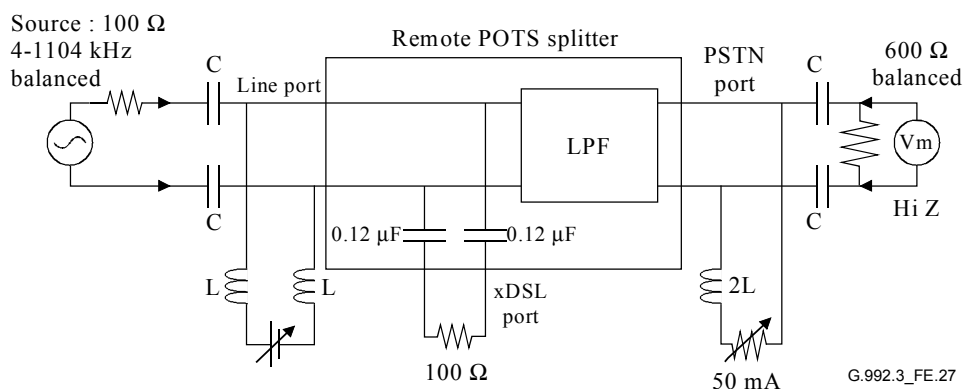 Source : 100 Ω
4-1104 kHz
balanced
C
Line port
Remote POTS splitter
PSTN
port
C
600 Ω
balanced
LPF
Vm
C
C
Hi Z
0.12 µF
0.12 µF
L
L
xDSL
port
2L
100 Ω
50 mA
G.992.3_FE.27